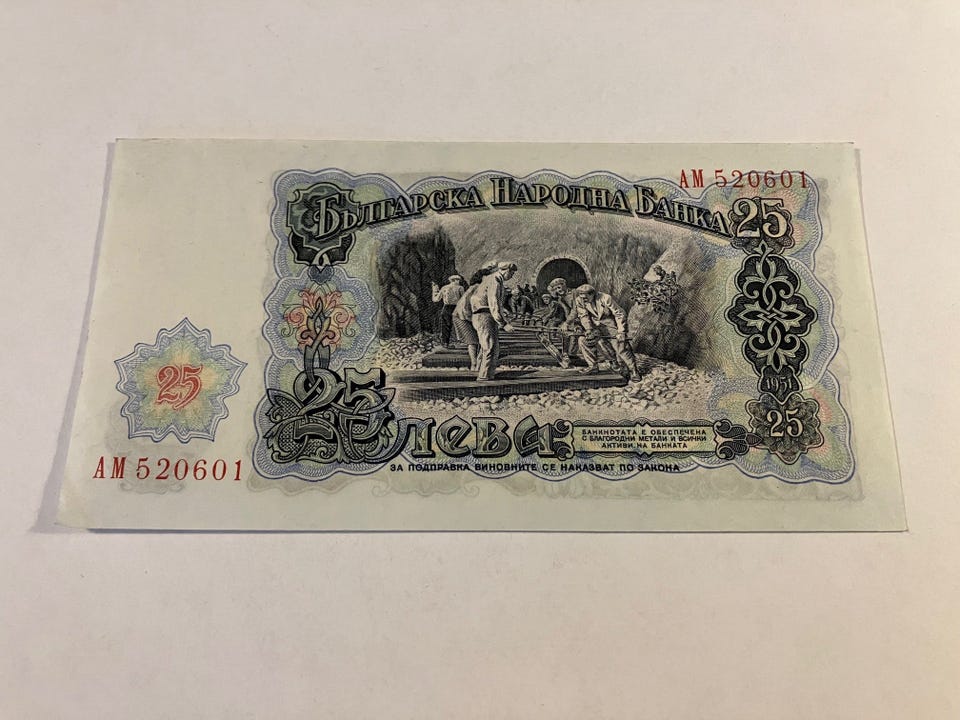 АМ 520601
Българска Народна Банка
25
1951
25
25
25 лева
БАНКНОТАТА Е ОБЕЗПЕЧЕНА
С БЛАГОРОДНИ МЕТАЛИ И ВСИЧКИ
АКТИВИ НА БАНКАТА
АМ 520601
ЗА ПОДПРАВКА ВИНОВНИТЕ СЕ НАКАЗВАТ ПО ЗАКОНА